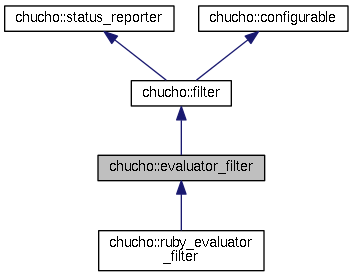 chucho::status_reporter
chucho::configurable
chucho::filter
chucho::evaluator_filter
chucho::ruby_evaluator
_filter